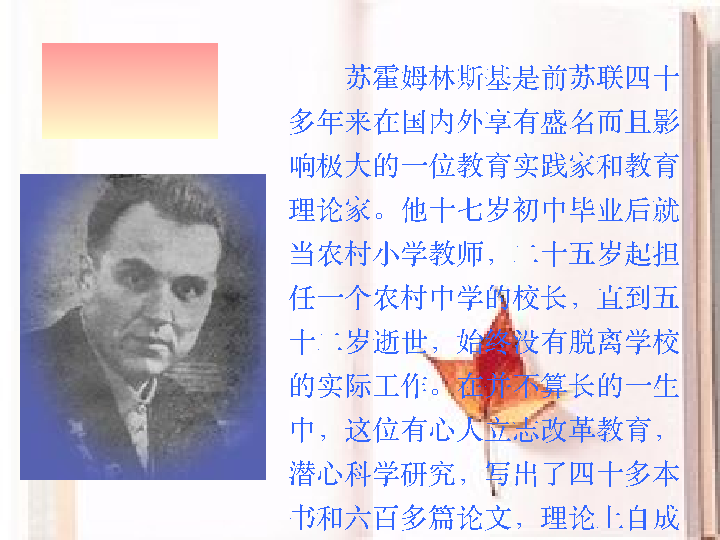 苏霍姆林斯基是前苏联四十
多年来在国内外享有盛名而且影
响极大的一位教育实践家和教育
理论家。他十七岁初中毕业后就
当农村小学教师，二十五岁起担
任一个农村中学的校长，直到五
十二岁逝世，始终没有脱离学校
的实际工作。在并不算长的一生
中，这位有心人立志改革教育，
潜心科学研究，写出了四十多本
书和六百多篇论文，理论上自成